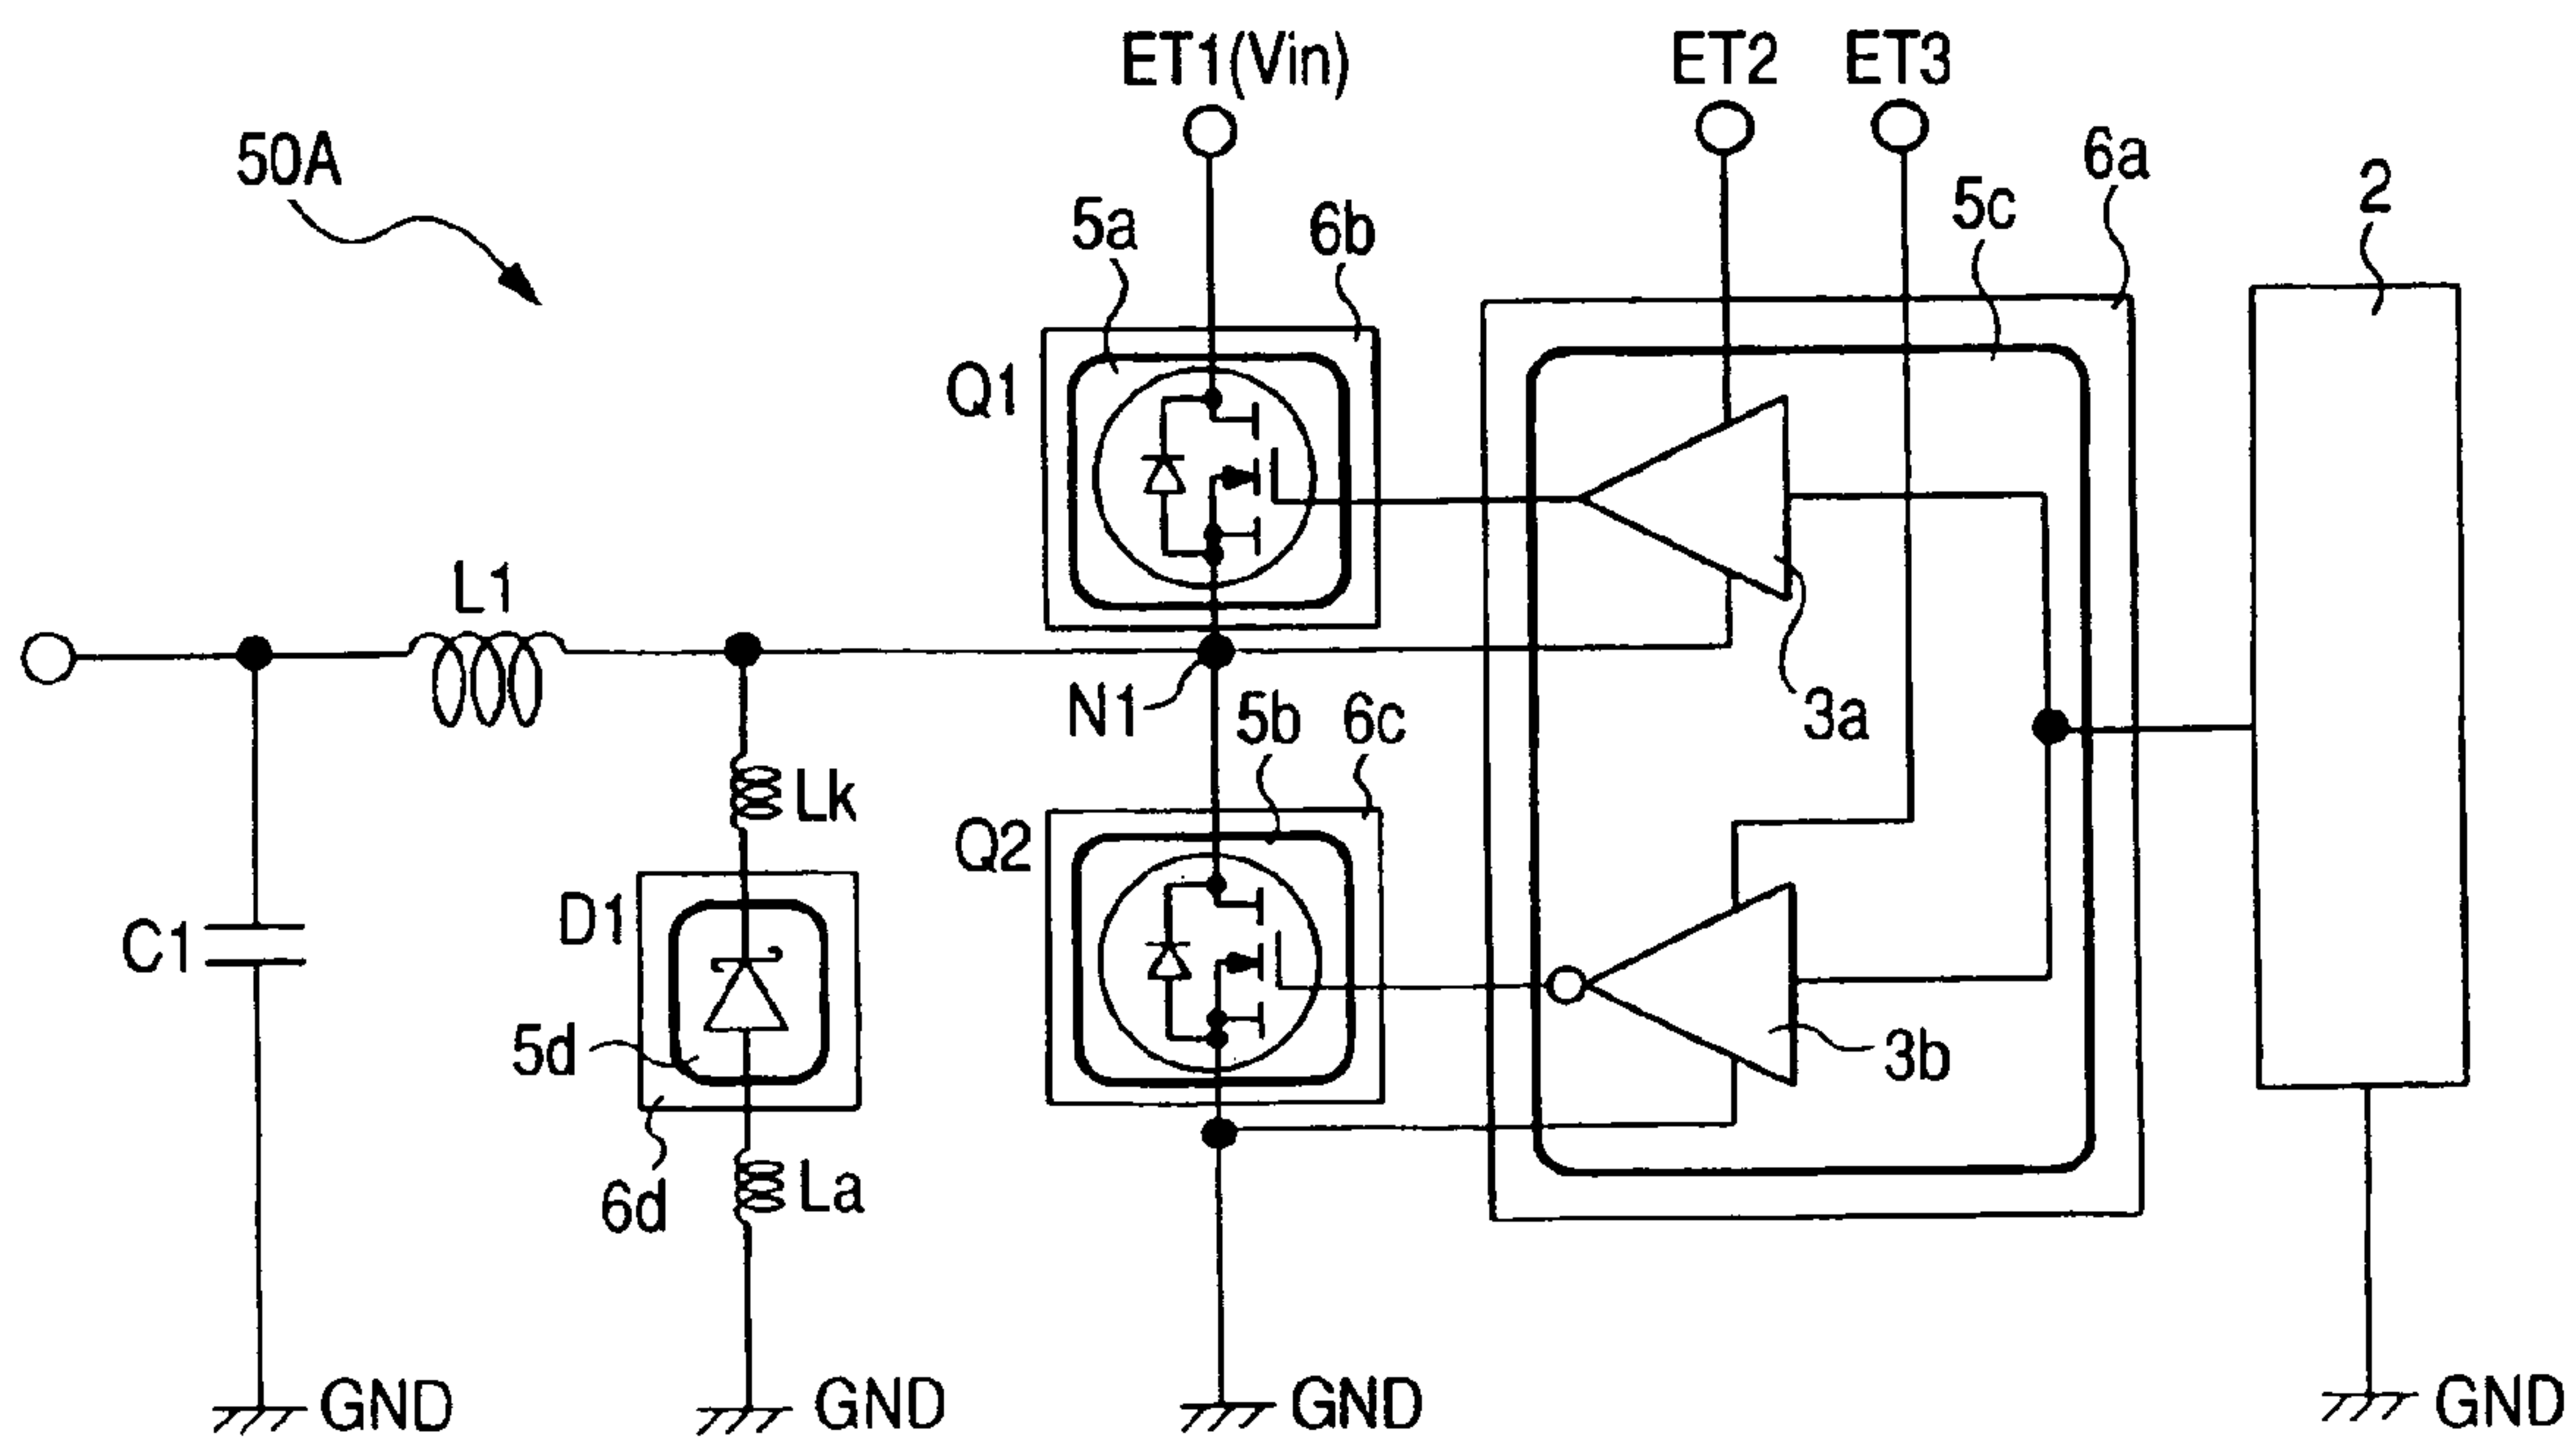 ET1(Vin)
ET2
ET3
50A
5a
6b
5c
6a
2
Q1
L1
N1
5b
6c
3a
Lk
Q2
D1
C1
5d
3b
6d
La
GND
GND
GND
GND